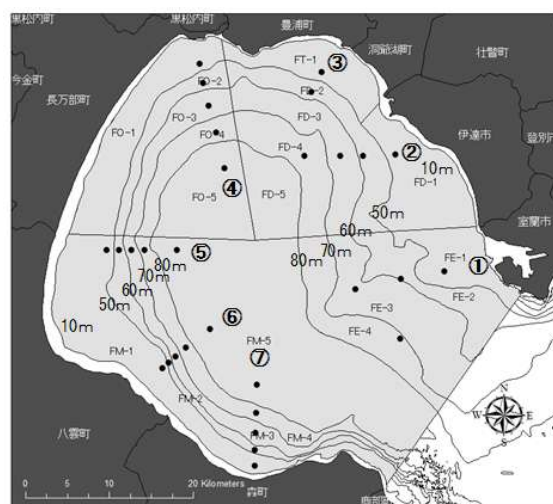 黒松内町
黒松内町
豊浦町
洞爺湖町
壮瞥町
今金町
長万部町
伊達市
登別市
室蘭市
八雲町
森町
鹿部町
FT-1
③
FO-2
FD-2
FO-3
FD-3
FO-1
FO-4
FD-4
②
10m
FD-1
④
FO-5
FD-5
50m
60m
70m
80m
⑤
80m
70m
60m
50m
10m
FE-1
①
FE-2
FE-3
FE-4
⑥
FM-5
⑦
FM-1
FM-2
FM-3
FM-4
N
W
E
S
0
10
20 Kilometers